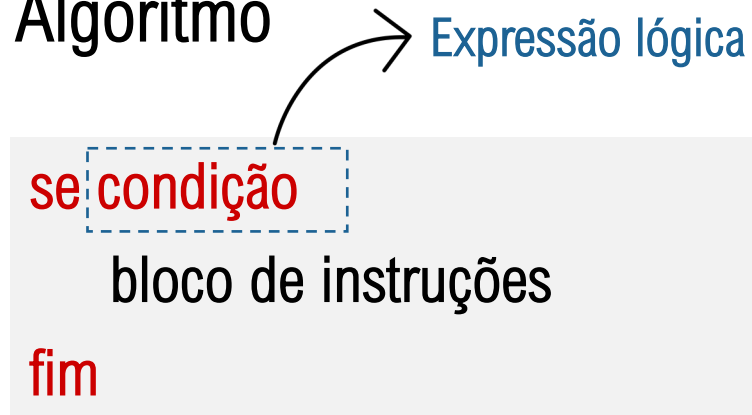 Algoritmo
Expressão lógica
se condição
bloco de instruções
fim